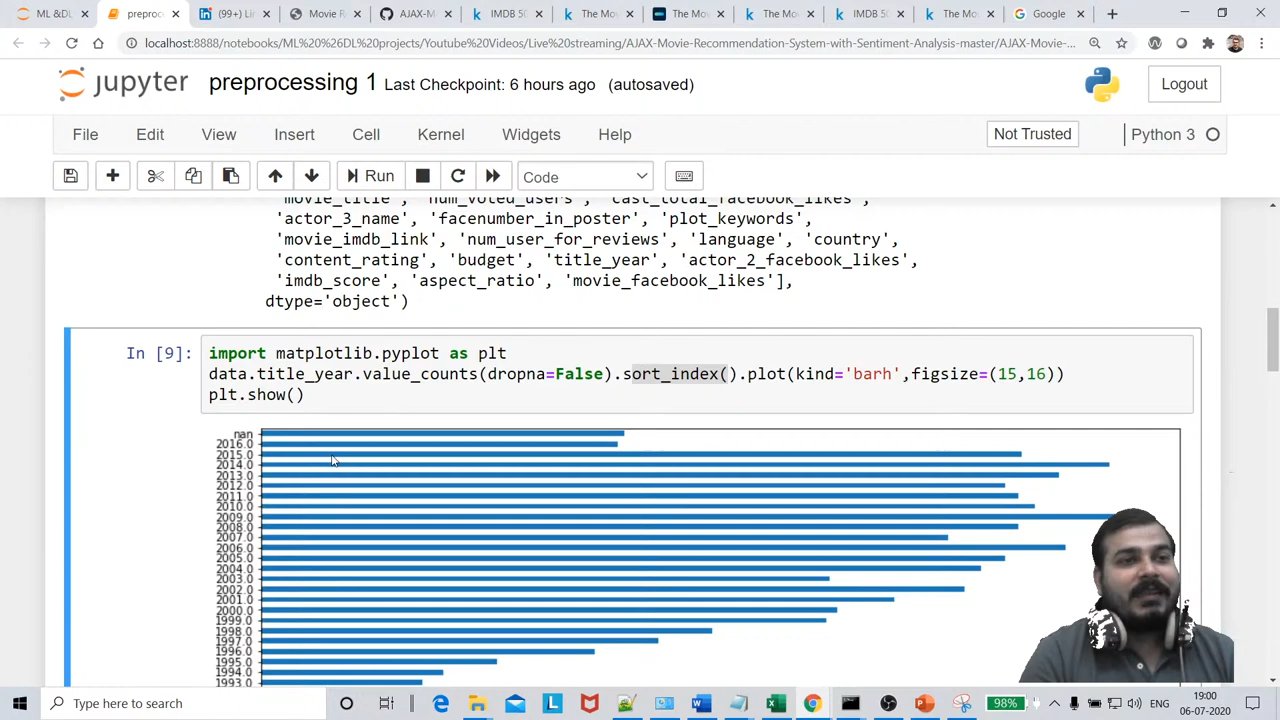 ML &DL
preproc
(99+) Li
Movie R
AJAX-M
IMDB 50
The Mo
The Mo
The Mo
IMDB 50
The Mo
Google
localhost:8888/notebooks/ML%20%26%20DL%20projects/Youtube%20Videos/Live%20streaming/AJAX-Movie-Recommendation-System-with-Sentiment-Analysis-master/AJAX-Movie-...
jupyter preprocessing 1 Last Checkpoint: 6 hours ago (autosaved)
Logout
File Edit View Insert Cell Kernel Widgets Help
Not Trusted
Python 3
Run
Code
'movie_title', 'num_voted_users', 'cast_total_facebook_likes',
'actor_3_name', 'facenumber_in_poster', 'plot_keywords',
'movie_imdb_link', 'num_user_for_reviews', 'language', 'country',
'content_rating', 'budget', 'title_year', 'actor_2_facebook_likes',
'imdb_score', 'aspect_ratio', 'movie_facebook_likes'],
dtype='object')
In [9]: import matplotlib.pyplot as plt
data.title_year.value_counts(dropna=False).sort_index().plot(kind='barh',figsize=(15,16))
plt.show()
nan
2016.0
2015.0
2014.0
2013.0
2012.0
2011.0
2010.0
2009.0
2008.0
2007.0
2006.0
2005.0
2004.0
2003.0
2002.0
2001.0
2000.0
1999.0
1998.0
1997.0
1996.0
1995.0
1994.0
1993.0
Type here to search
98%
ENG
19:00
06-07-2020